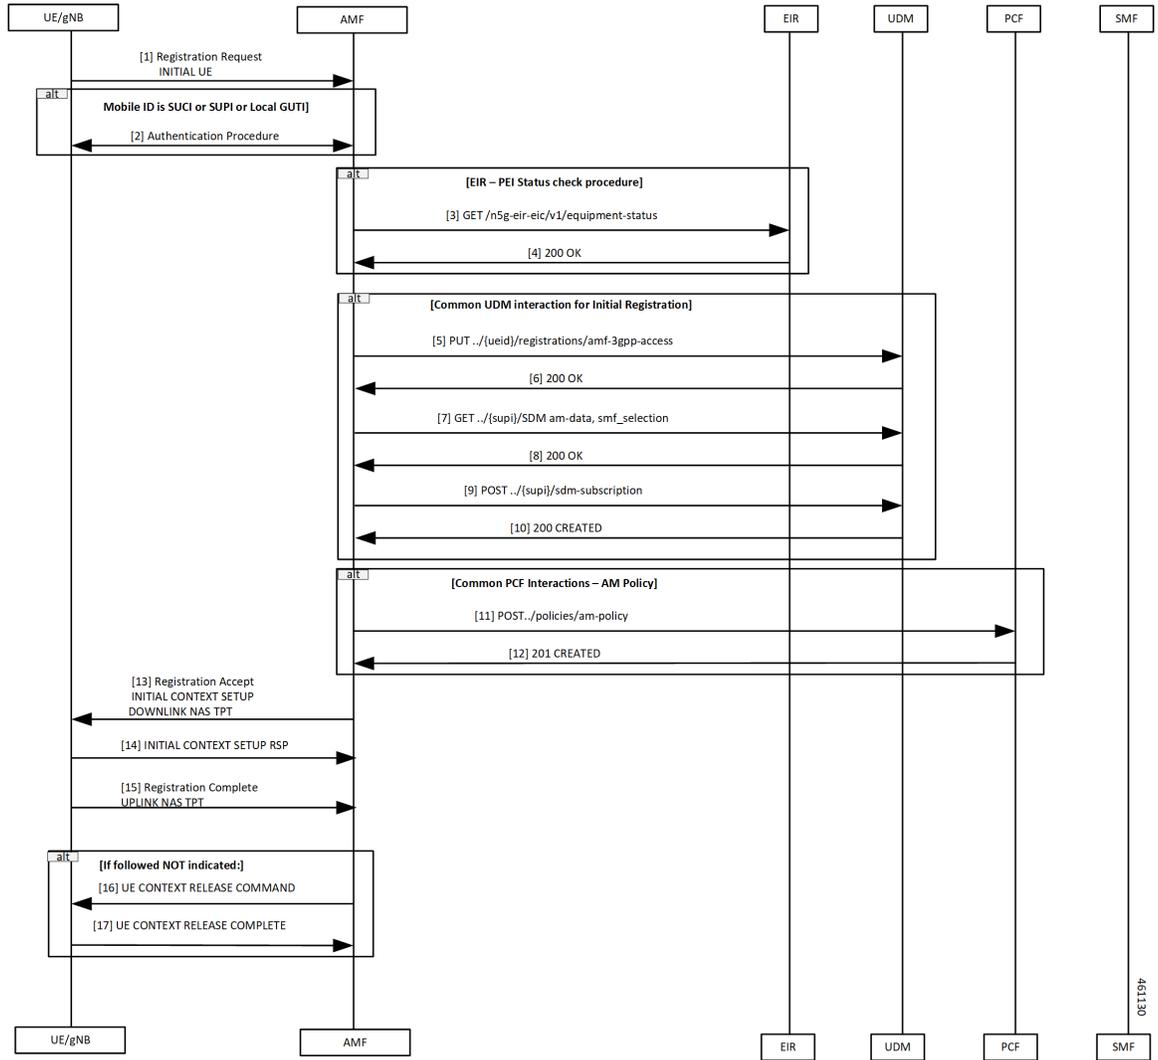 UE/gNB
AMF
EIR
UDM
PCF
SMF
[1] Registration Request
INITIAL UE
alt
Mobile ID is SUCI or SUPI or Local GUTI]
[2] Authentication Procedure
alt
[EIR – PEI Status check procedure]
[3] GET /n5g-eir-eic/v1/equipment-status
[4] 200 OK
alt
[Common UDM interaction for Initial Registration]
[5] PUT ../{ueid}/registrations/amf-3gpp-access
[6] 200 OK
[7] GET ../{supi}/SDM am-data, smf_selection
[8] 200 OK
[9] POST ../{supi}/sdm-subscription
[10] 200 CREATED
alt
[Common PCF Interactions – AM Policy]
[11] POST../policies/am-policy
[12] 201 CREATED
[13] Registration Accept
INITIAL CONTEXT SETUP
DOWNLINK NAS TPT
[14] INITIAL CONTEXT SETUP RSP
[15] Registration Complete
UPLINK NAS TPT
alt
[If followed NOT indicated:]
[16] UE CONTEXT RELEASE COMMAND
[17] UE CONTEXT RELEASE COMPLETE
461130
UE/gNB
AMF
EIR
UDM
PCF
SMF